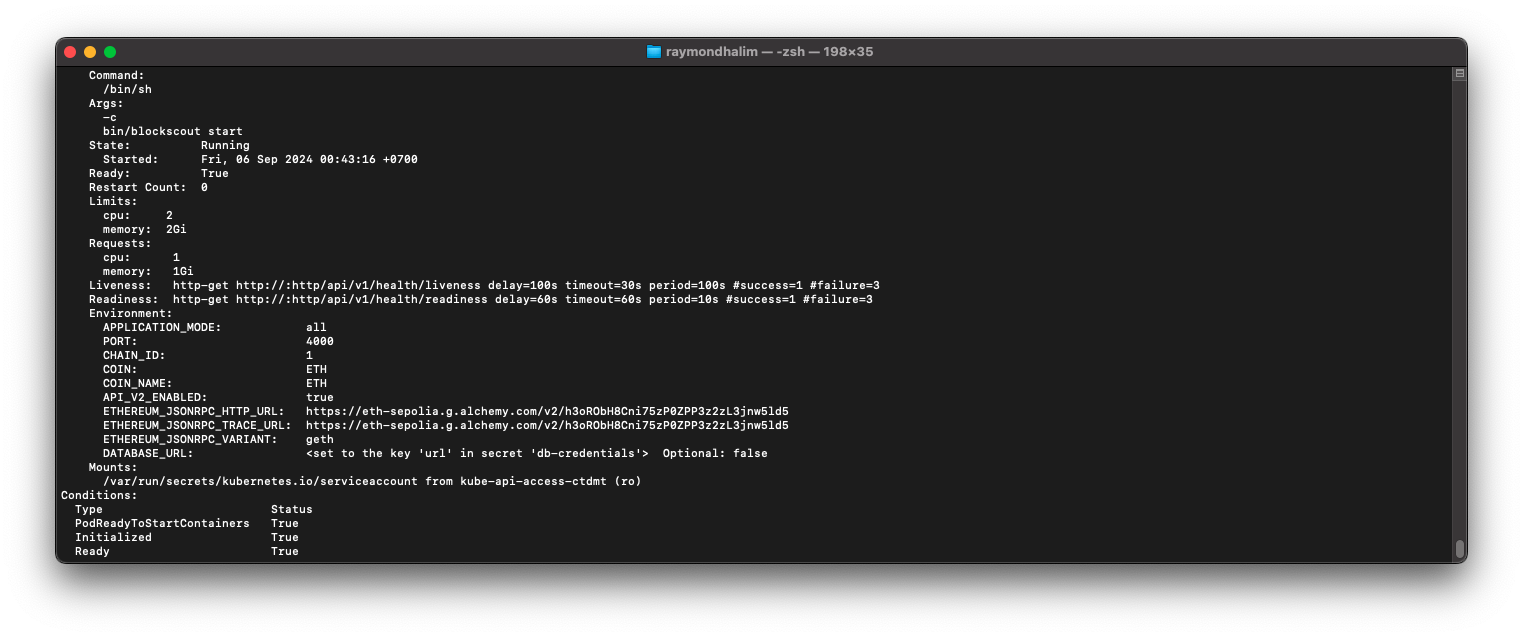 raymondhalim — -zsh — 198×35
Command:
/bin/sh
Args:
-c
bin/blockscout start
State: Running
Started: Fri, 06 Sep 2024 00:43:16 +0700
Ready: True
Restart Count: 0
Limits:
cpu: 2
memory: 2Gi
Requests:
cpu: 1
memory: 1Gi
Liveness: http-get http://:http/api/v1/health/liveness delay=100s timeout=30s period=100s #success=1 #failure=3
Readiness: http-get http://:http/api/v1/health/readiness delay=60s timeout=60s period=10s #success=1 #failure=3
Environment:
APPLICATION_MODE: all
PORT: 4000
CHAIN_ID: 1
COIN: ETH
COIN_NAME: ETH
API_V2_ENABLED: true
ETHEREUM_JSONRPC_HTTP_URL: https://eth-sepolia.g.alchemy.com/v2/h3oRObH8Cni75zP0ZPP3z2zL3jnw5ld5
ETHEREUM_JSONRPC_TRACE_URL: https://eth-sepolia.g.alchemy.com/v2/h3oRObH8Cni75zP0ZPP3z2zL3jnw5ld5
ETHEREUM_JSONRPC_VARIANT: geth
DATABASE_URL: <set to the key 'url' in secret 'db-credentials'> Optional: false
Mounts:
/var/run/secrets/kubernetes.io/serviceaccount from kube-api-access-ctdmt (ro)
Conditions:
Type Status
PodReadyToStartContainers True
Initialized True
Ready True